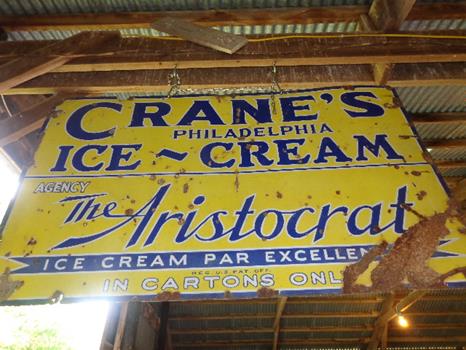 CRANE'S
PHILADELPHIA
ICE ~ CREAM
AGENCY
The Aristocrat
ICE CREAM PAR EXCELLEN
REG. U.S. PAT. OFF.
IN CARTONS ONL